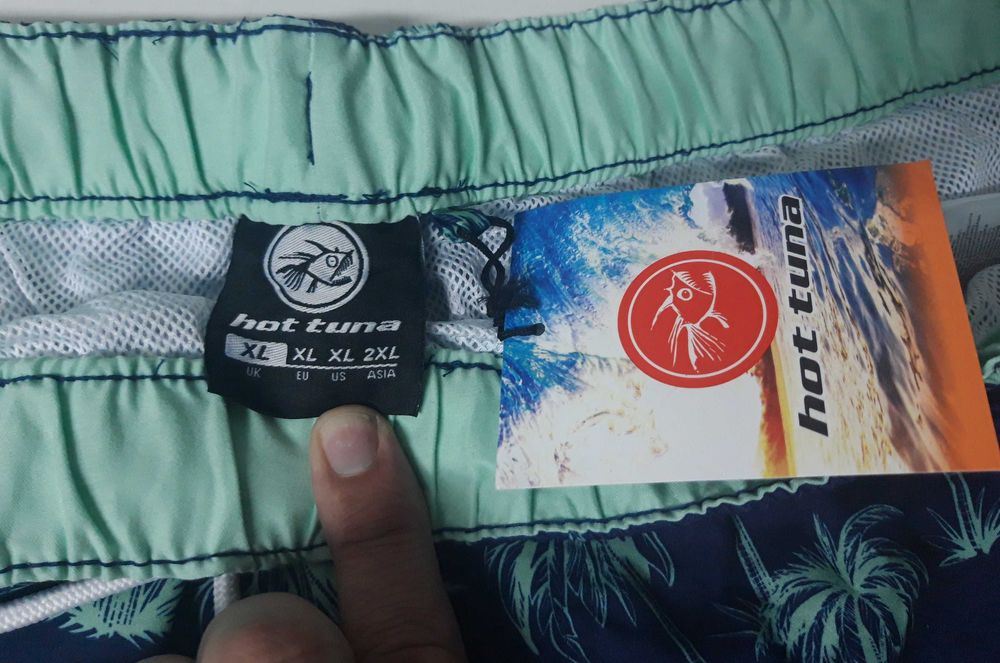 hot tuna
XL XL XL 2XL
UK EU US ASIA
hot tuna